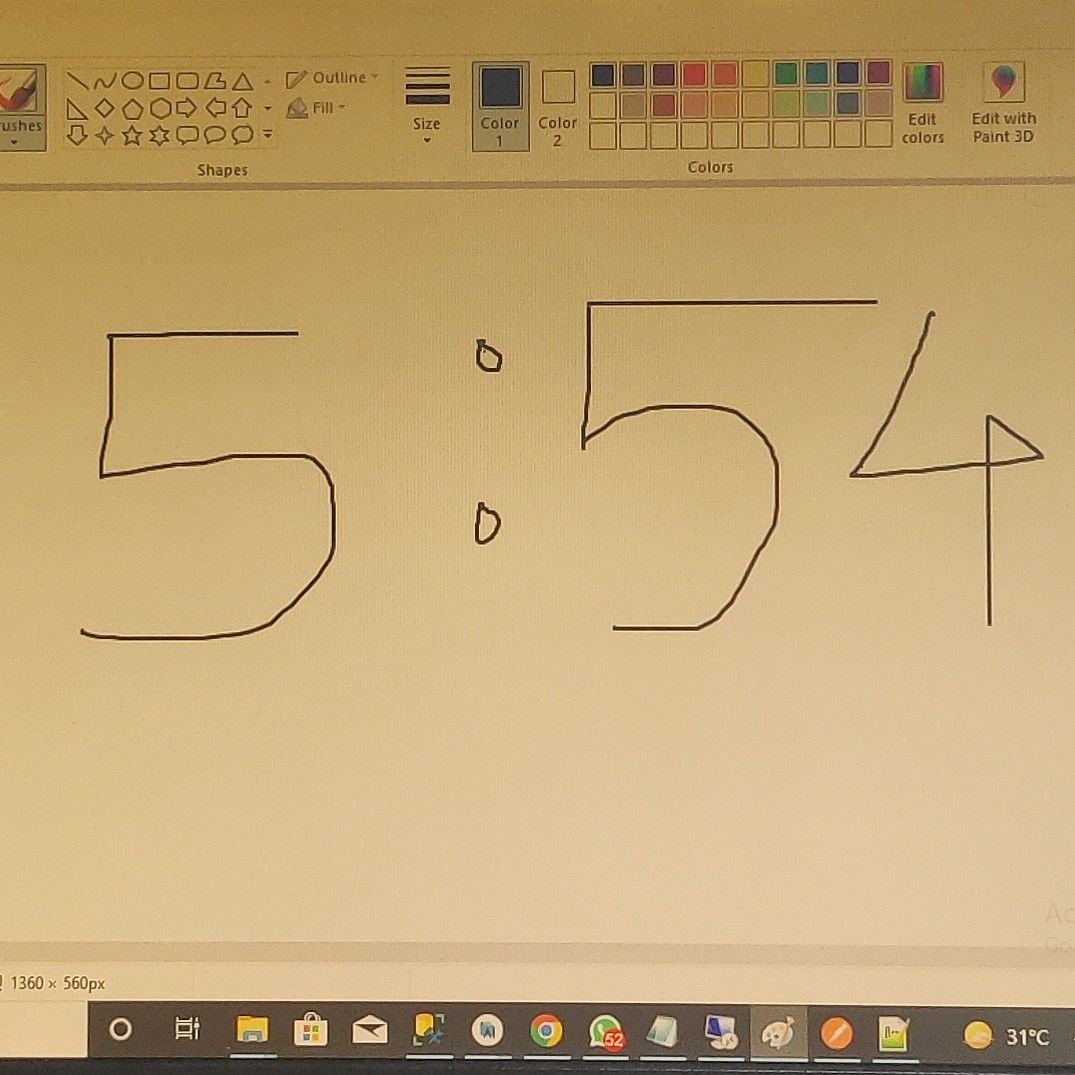 Outline
Fill
Size
Color 1
Color 2
Edit colors
Edit with Paint 3D
Shapes
Colors
5:54
1360 × 560px
52
31°C